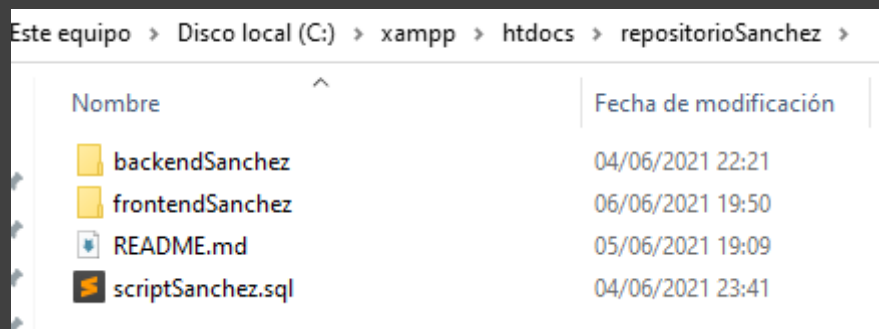 Este equipo > Disco local (C:) > xampp > htdocs > repositorioSanchez >
Nombre Fecha de modificación
backendSanchez 04/06/2021 22:21
frontendSanchez 06/06/2021 19:50
README.md 05/06/2021 19:09
scriptSanchez.sql 04/06/2021 23:41